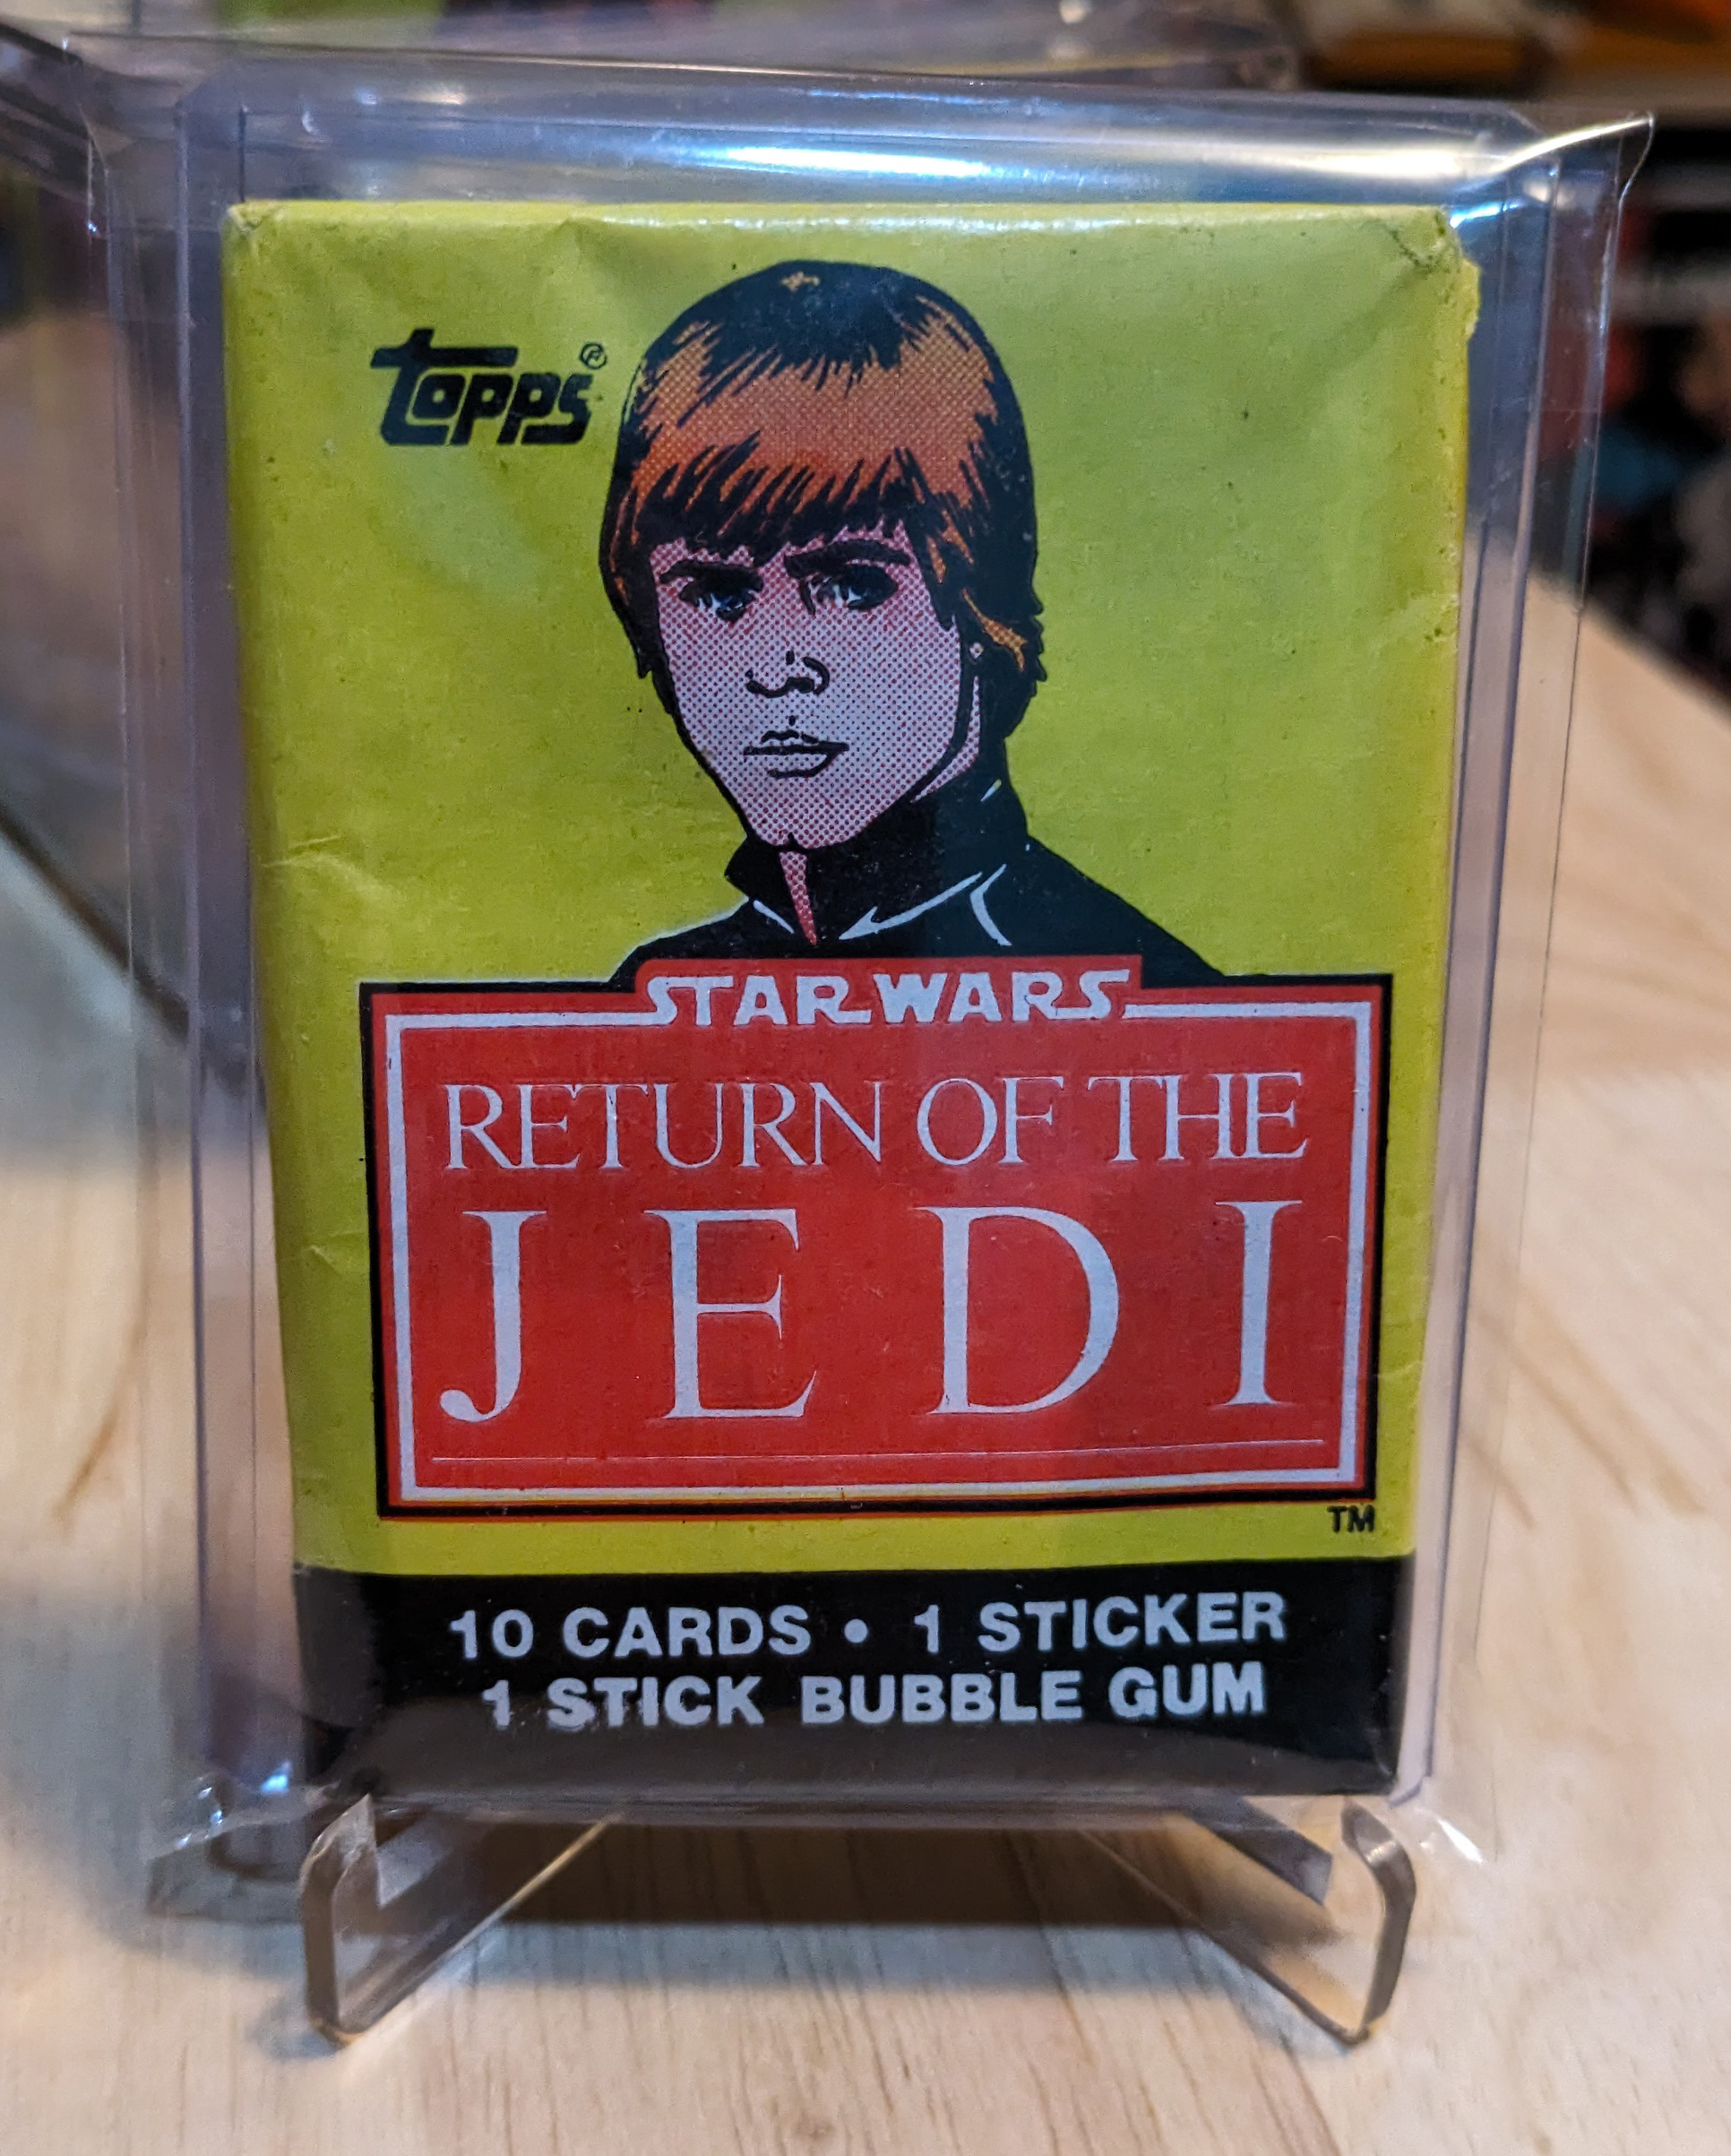 topps®
STAR WARS
RETURN OF THE
JEDI
TM
10 CARDS • 1 STICKER
1 STICK BUBBLE GUM